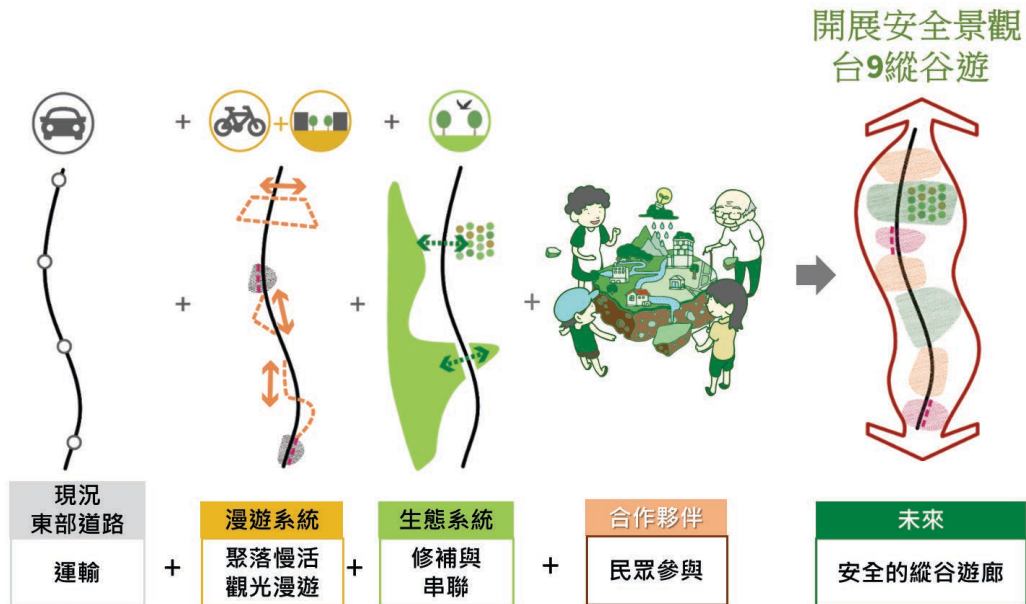 開展安全景觀
台9縱谷遊
+
+
+
+
+
+
+
現況
東部道路
運輸
+
漫遊系統
聚落慢活
觀光漫遊
+
生態系統
修補與
串聯
+
合作夥伴
民眾參與
未來
安全的縱谷遊廊